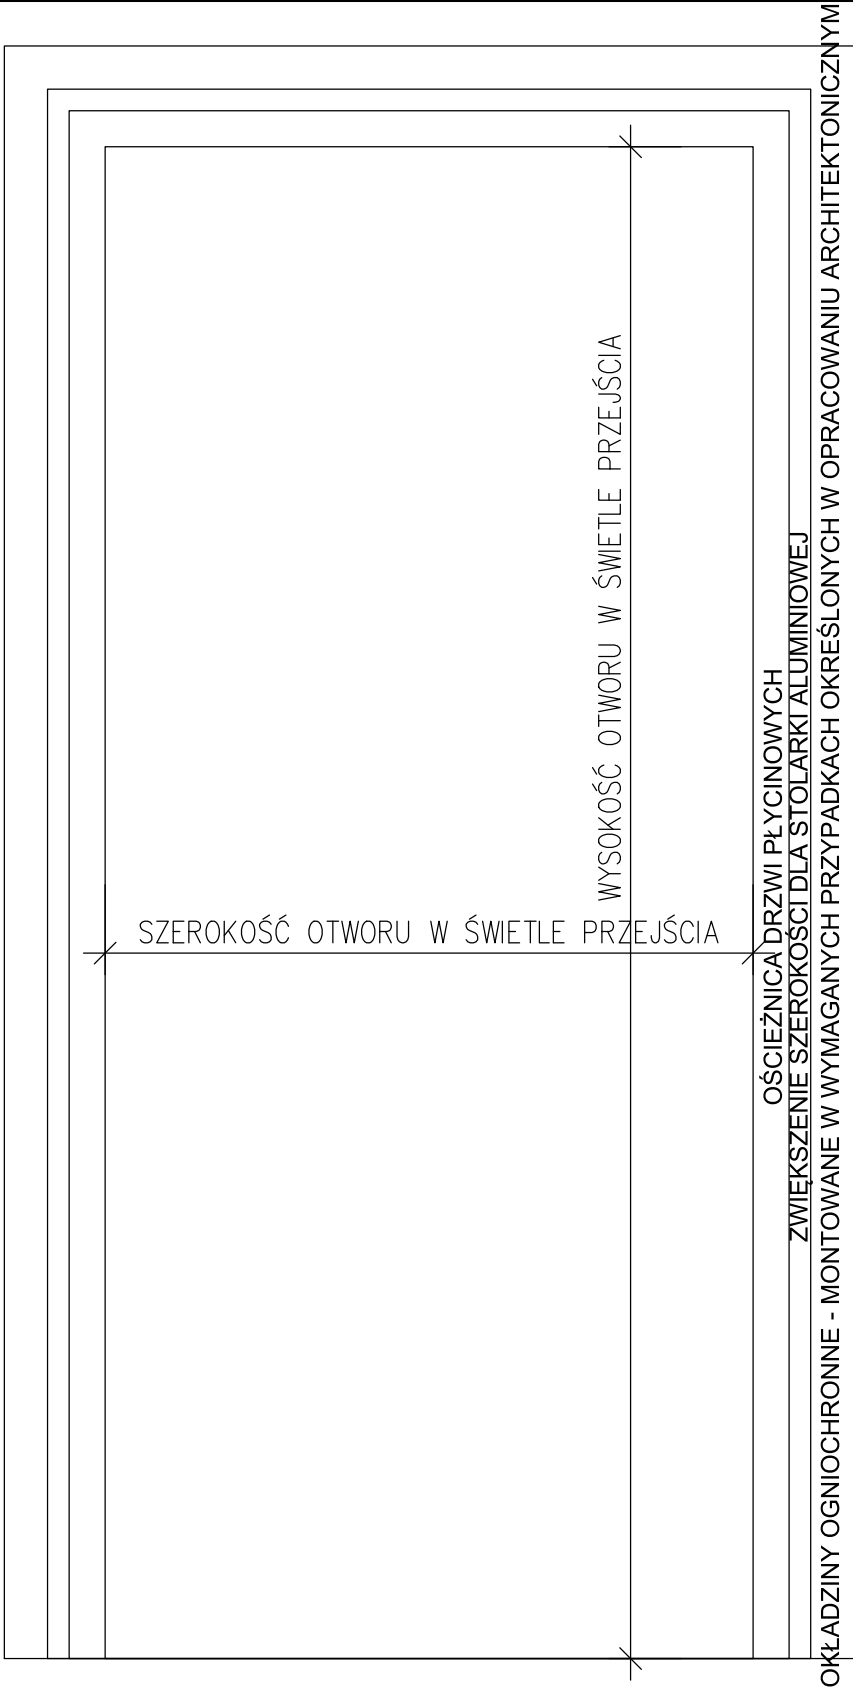 WYSOKOŚĆ OTWORU W ŚWIETLE PRZEJŚCIA
SZEROKOŚĆ OTWORU W ŚWIETLE PRZEJŚCIA
OŚCIEŻNICA DRZWI PŁYCINOWYCH
ZWIĘKSZENIE SZEROKOŚCI DLA STOLARKI ALUMINIOWEJ
OKŁADZINY OGNIOCHRONNE - MONTOWANE W WYMAGANYCH PRZYPADKACH OKREŚLONYCH W OPRACOWANIU ARCHITEKTONICZNYM